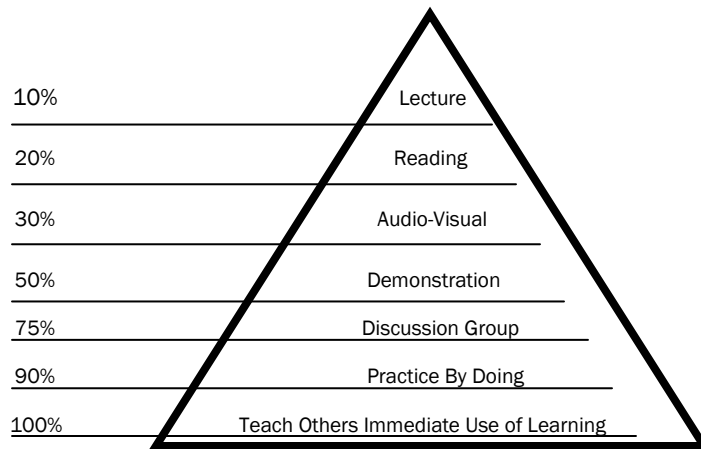 10% Lecture
20% Reading
30% Audio-Visual
50% Demonstration
75% Discussion Group
90% Practice By Doing
100% Teach Others Immediate Use of Learning